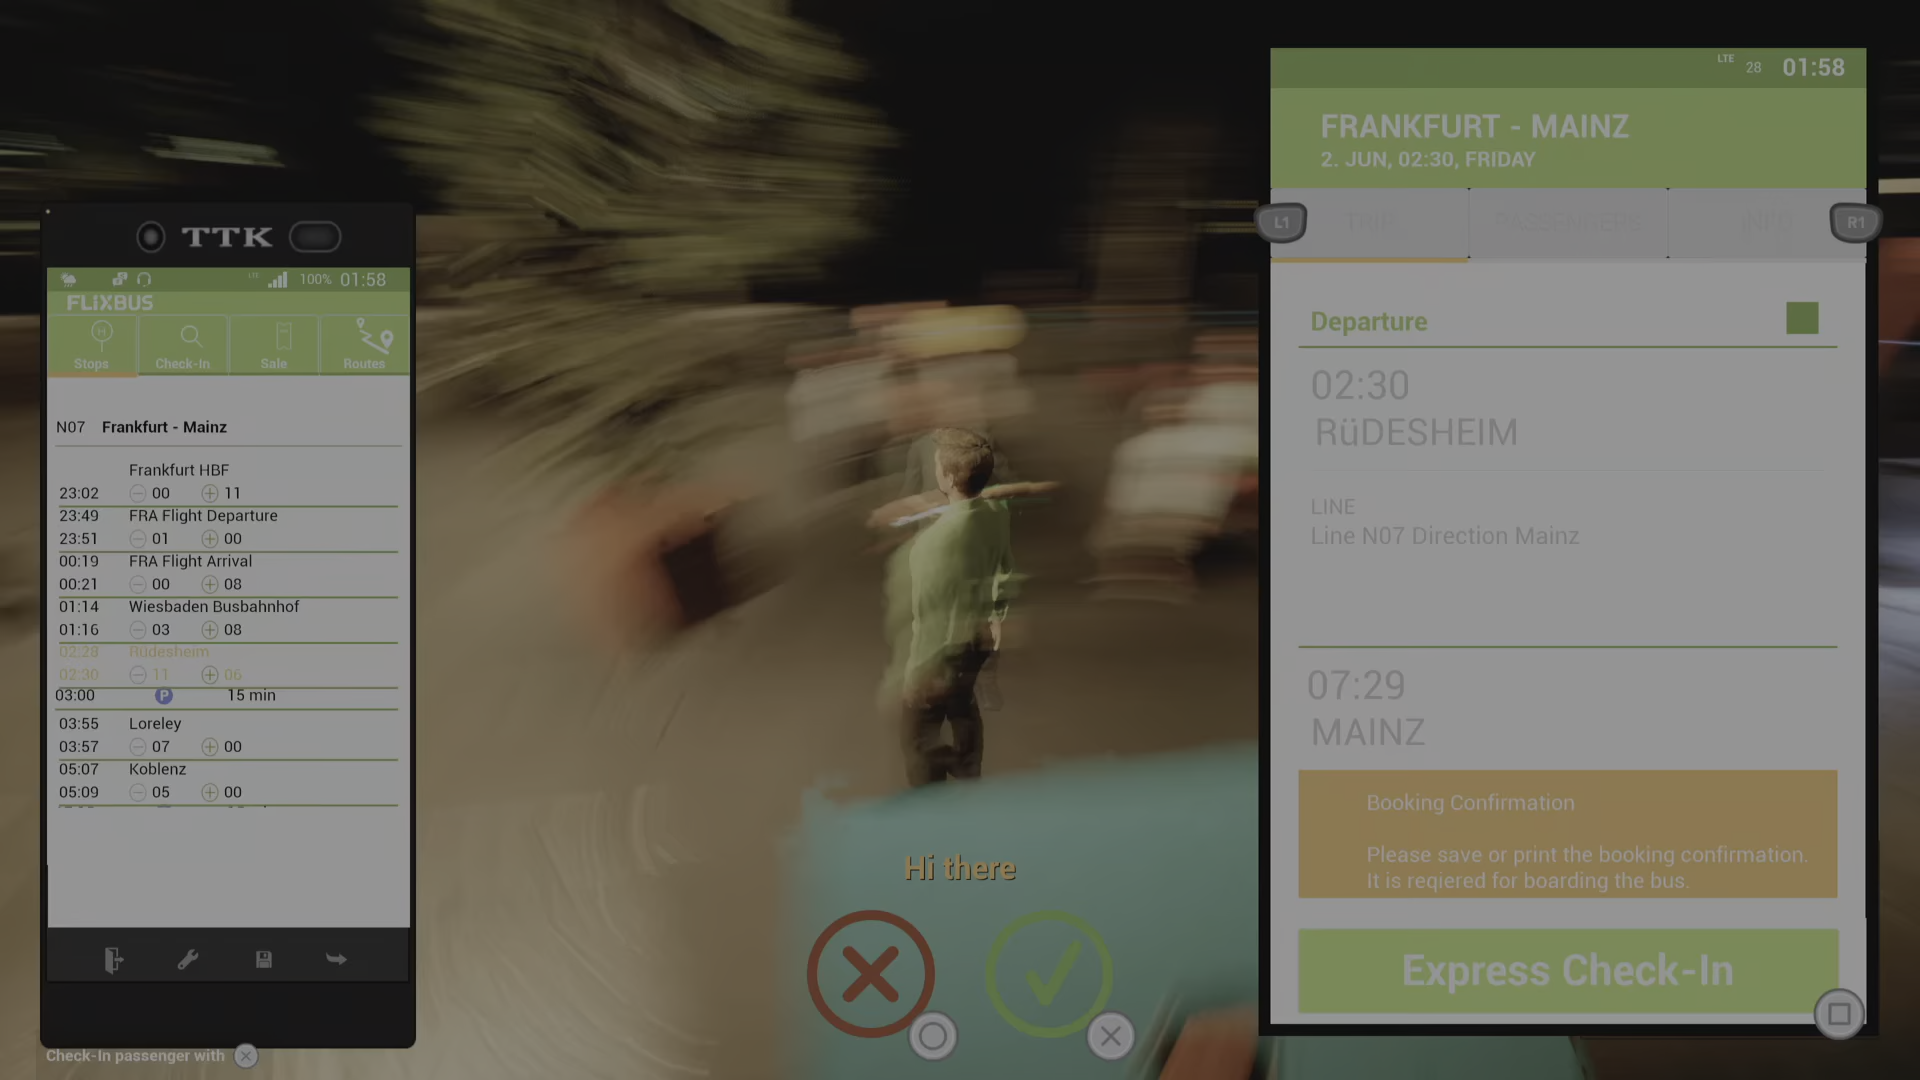 TTK
LTE 100% 01:58
FLiXBUS
Stops Check-In Sale Routes
N07 Frankfurt - Mainz
Frankfurt HBF
23:02 00 11
23:49 FRA Flight Departure
23:51 01 00
00:19 FRA Flight Arrival
00:21 00 08
01:14 Wiesbaden Busbahnhof
01:16 03 08
02:28 Rüdesheim
02:30 11 06
03:00 P 15 min
03:55 Loreley
03:57 07 00
05:07 Koblenz
05:09 05 00
Check-In passenger with
Hi there
LTE 28 01:58
FRANKFURT - MAINZ
2. JUN, 02:30, FRIDAY
L1 TRIP PASSENGERS INFO R1
Departure
02:30
RüDESHEIM
LINE
Line N07 Direction Mainz
07:29
MAINZ
Booking Confirmation
Please save or print the booking confirmation.
It is reqiered for boarding the bus.
Express Check-In